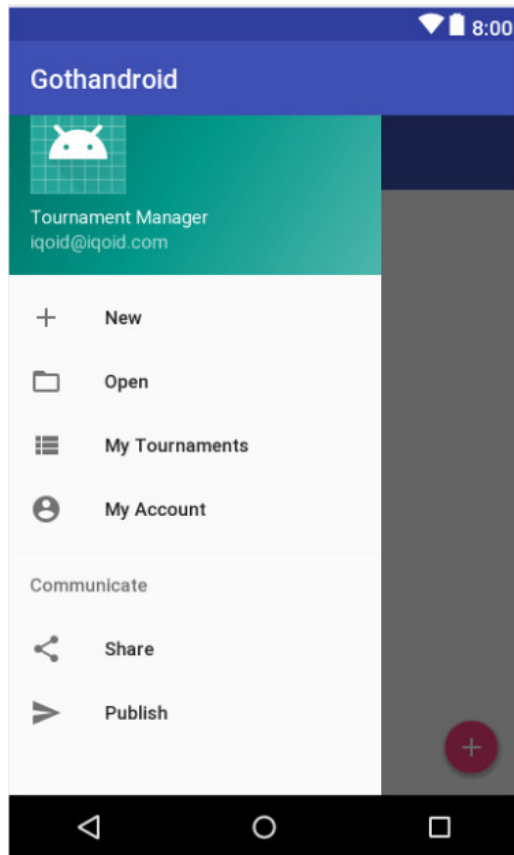 8:00
Gothandroid
Tournament Manager
iqoid@iqoid.com
New
Open
My Tournaments
My Account
Communicate
Share
Publish